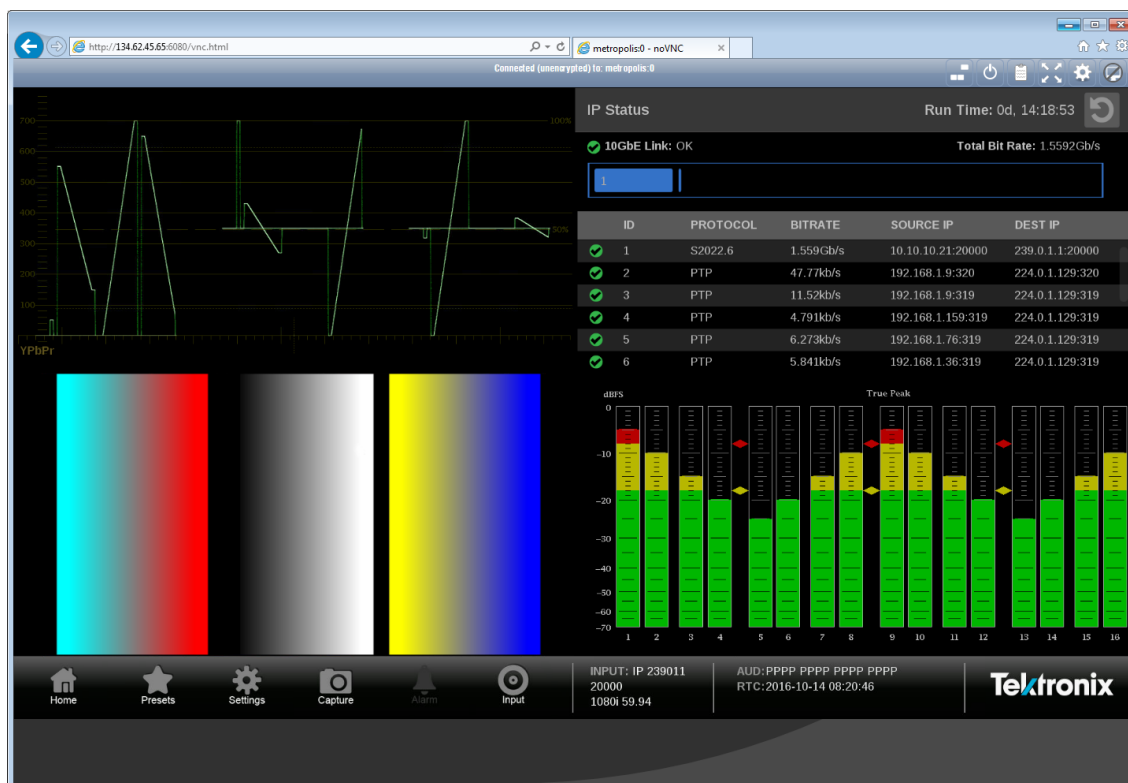 http://134.62.45.65:6080/vnc.html
metropolis:0 - noVNC
Connected (unencrypted) to: metropolis:0
700
600
500
400
300
200
100
100%
50%
YPbPr
IP Status
Run Time: 0d, 14:18:53
10GbE Link: OK
Total Bit Rate: 1.5592Gb/s
1
ID PROTOCOL BITRATE SOURCE IP DEST IP
1 S2022.6 1.559Gb/s 10.10.10.21:20000 239.0.1.1:20000
2 PTP 47.77kb/s 192.168.1.9:320 224.0.1.129:320
3 PTP 11.52kb/s 192.168.1.9:319 224.0.1.129:319
4 PTP 4.791kb/s 192.168.1.159:319 224.0.1.129:319
5 PTP 6.273kb/s 192.168.1.76:319 224.0.1.129:319
6 PTP 5.841kb/s 192.168.1.36:319 224.0.1.129:319
dBFS
True Peak
0
-10
-20
-30
-40
-50
-60
-70
1 2 3 4 5 6 7 8 9 10 11 12 13 14 15 16
Home
Presets
Settings
Capture
Alarm
Input
INPUT: IP 239011
20000
1080i 59.94
AUD:PPPP PPPP PPPP PPPP
RTC:2016-10-14 08:20:46
Tektronix